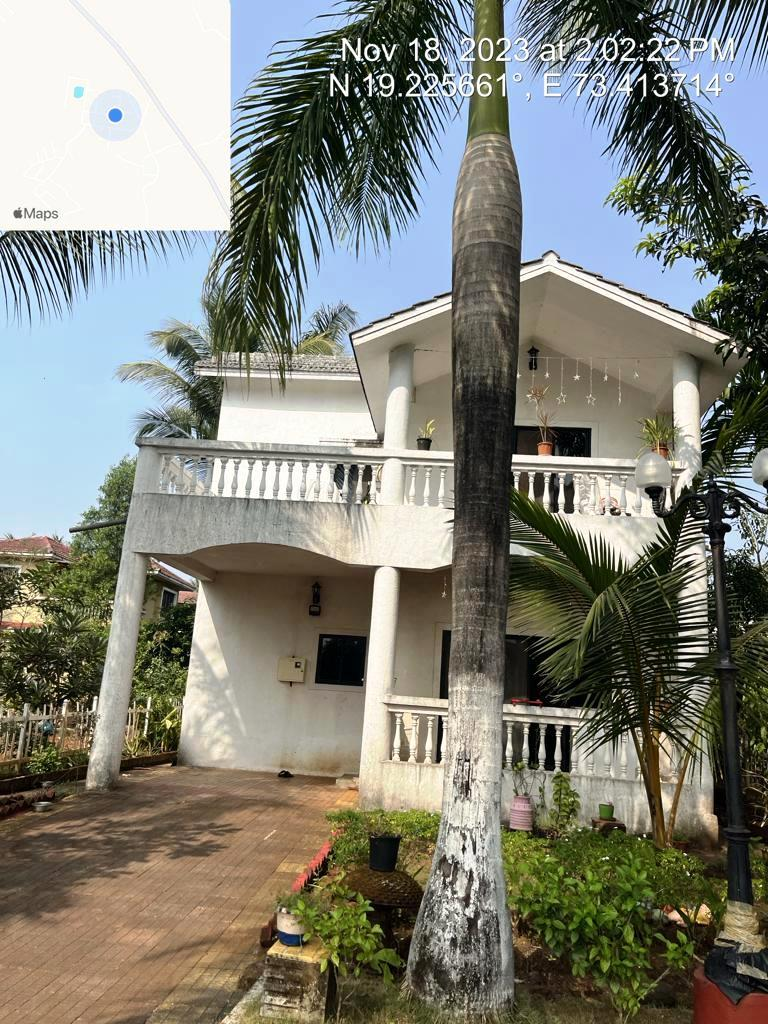 Nov 18, 2023 at 2.02.22 PM
N 19.225661°, E 73.413714°
Maps